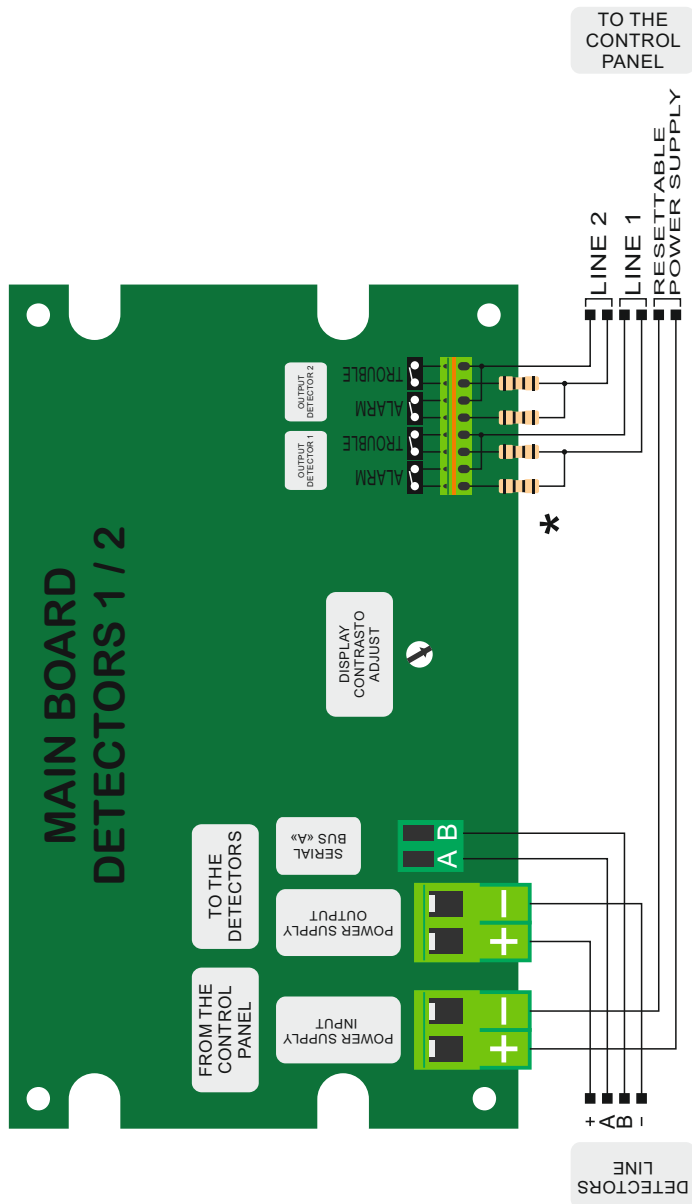 TO THE
CONTROL
PANEL
MAIN BOARD
DETECTORS 1 / 2
FROM THE
CONTROL
PANEL
TO THE
DETECTORS
POWER SUPPLY
INPUT
POWER SUPPLY
OUTPUT
SERIAL
BUS «A»
DISPLAY
CONTRASTO
ADJUST
OUTPUT
DETECTOR 1
OUTPUT
DETECTOR 2
ALARM
TROUBLE
ALARM
TROUBLE
+
−
+
−
A
B
*
LINE 2
LINE 1
RESETTABLE
POWER SUPPLY
+
A
B
-
DETECTORS
LINE